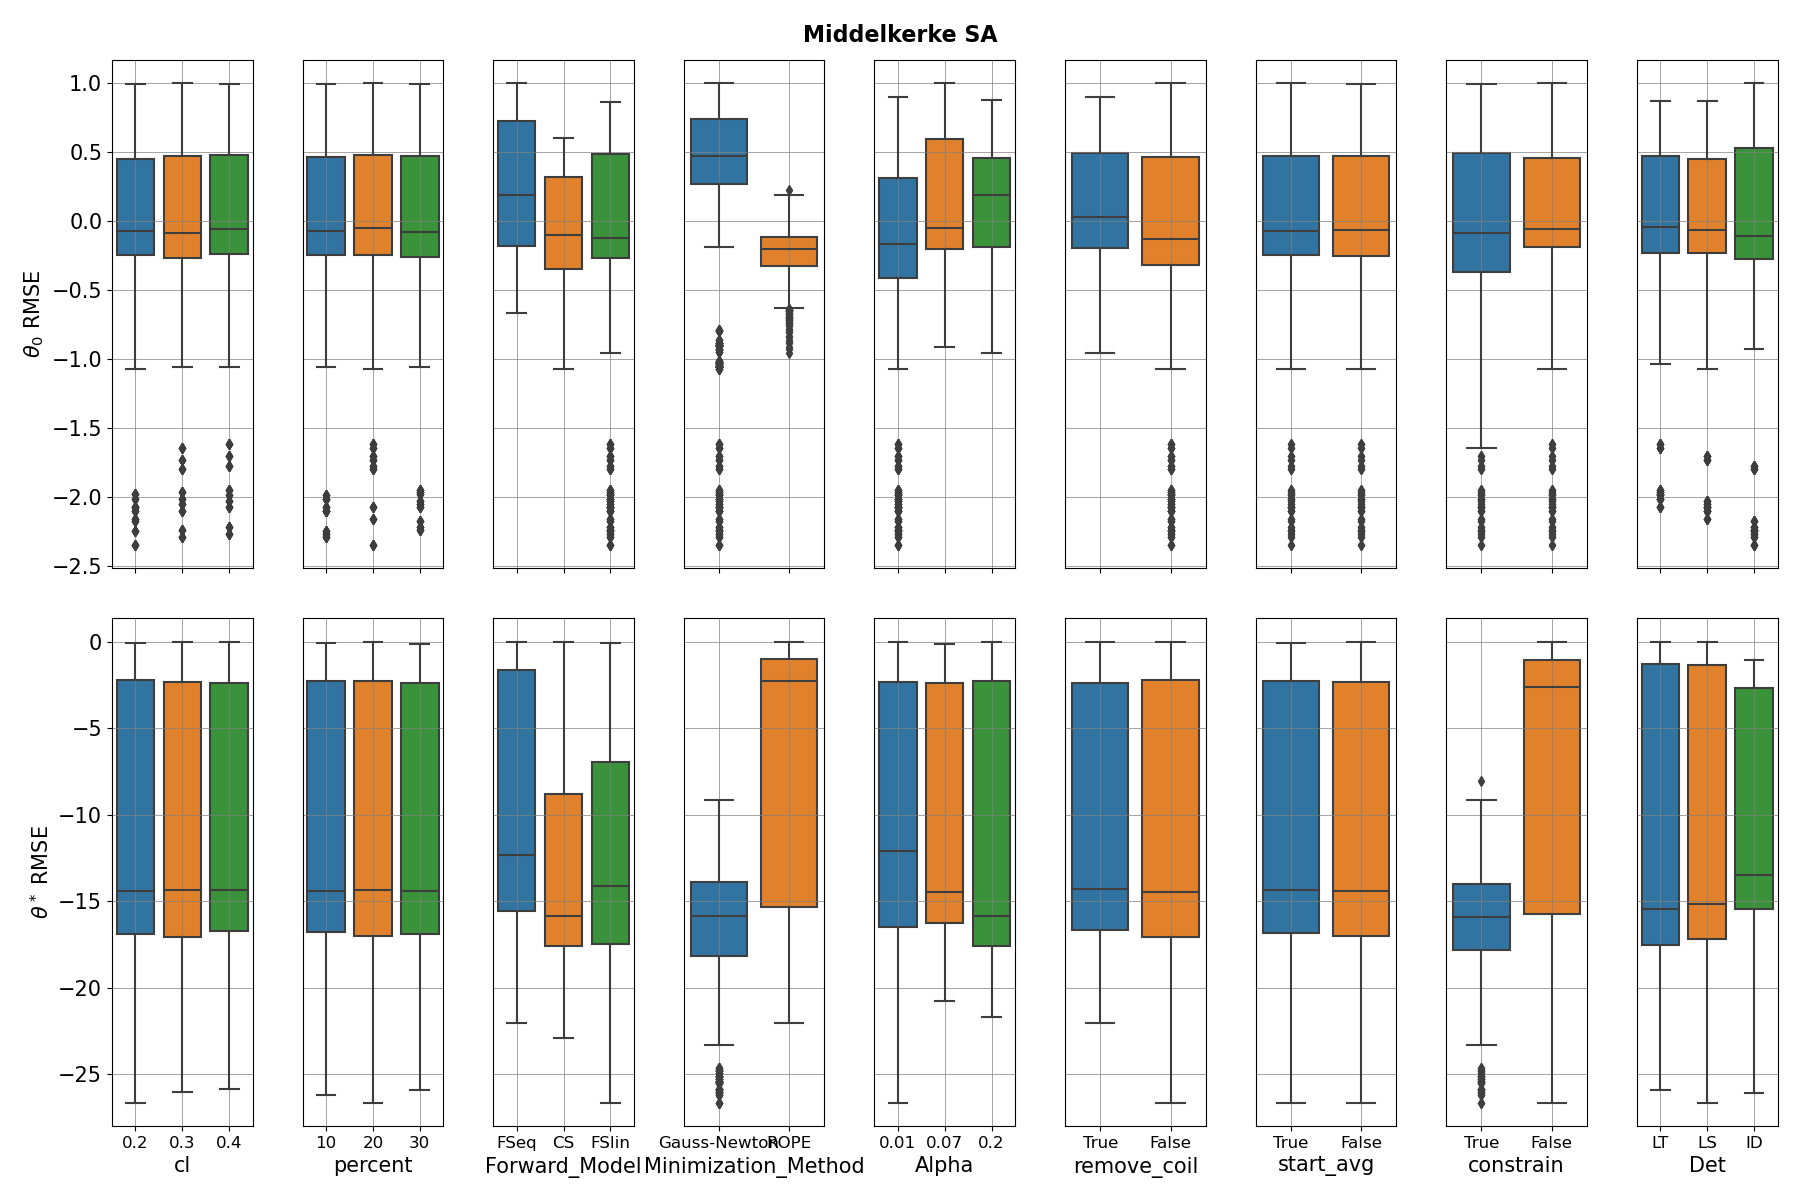 Middelkerke SA
θ0 RMSE
1.0
0.5
0.0
−0.5
−1.0
−1.5
−2.0
−2.5
θ* RMSE
0
−5
−10
−15
−20
−25
0.2 0.3 0.4
cl
10 20 30
percent
FSeq CS FSlin
Forward_Model
Gauss-Newton ROPE
Minimization_Method
0.01 0.07 0.2
Alpha
True False
remove_coil
True False
start_avg
True False
constrain
LT LS ID
Det